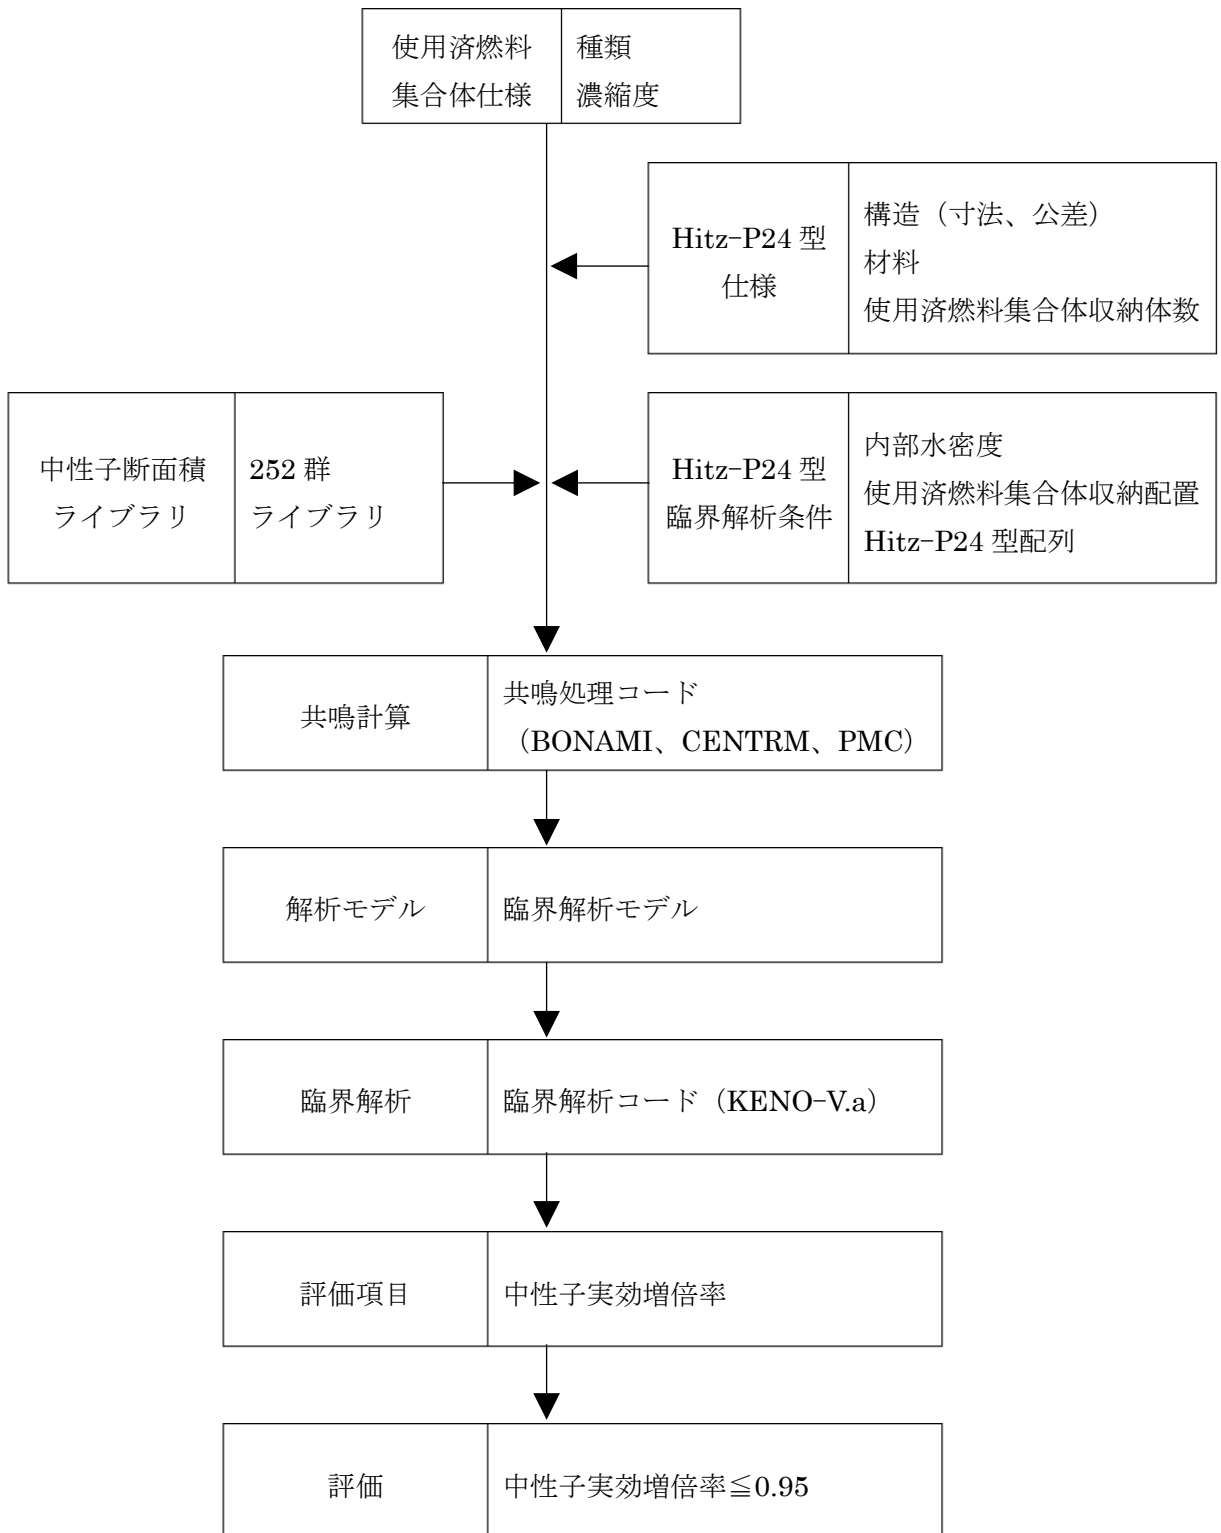 使用済燃料
集合体仕様
種類
濃縮度
Hitz-P24 型
仕様
構造（寸法、公差）
材料
使用済燃料集合体収納体数
中性子断面積
ライブラリ
252 群
ライブラリ
Hitz-P24 型
臨界解析条件
内部水密度
使用済燃料集合体収納配置
Hitz-P24 型配列
共鳴計算
共鳴処理コード
（BONAMI、CENTRM、PMC）
解析モデル
臨界解析モデル
臨界解析
臨界解析コード（KENO-V.a）
評価項目
中性子実効増倍率
評価
中性子実効増倍率≦0.95